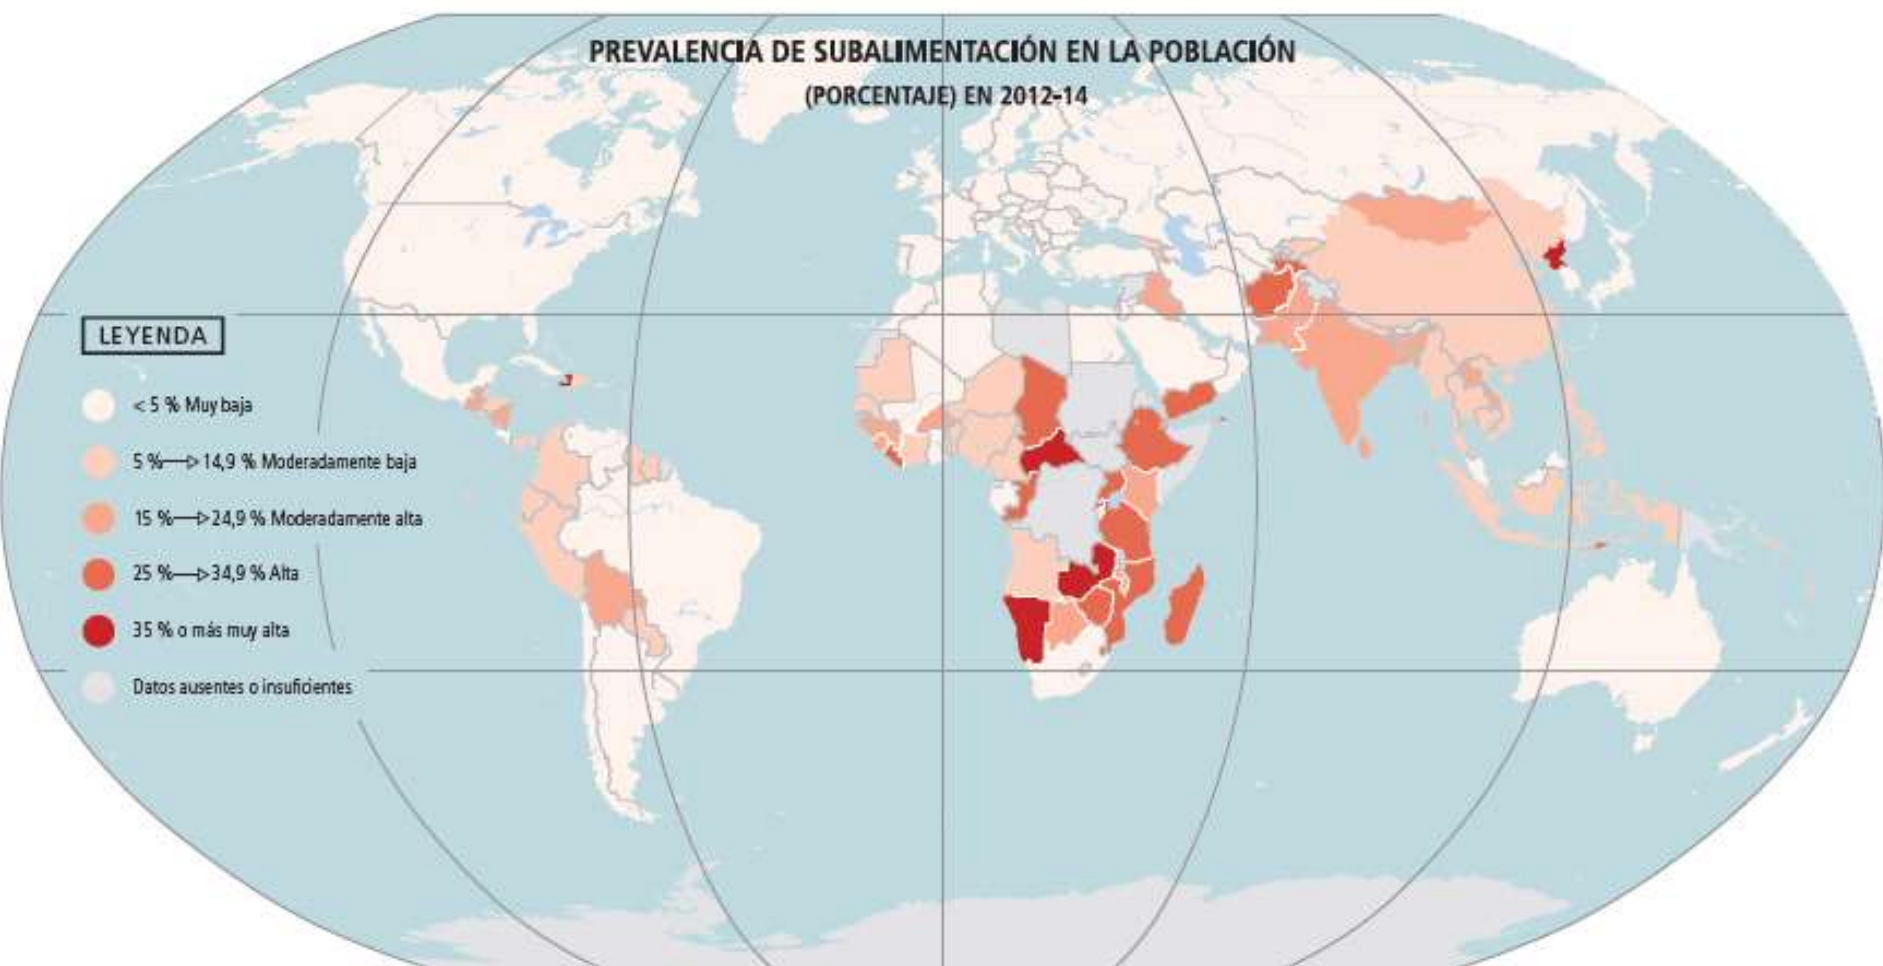 PREVALENCIA DE SUBALIMENTACIÓN EN LA POBLACIÓN
(PORCENTAJE) EN 2012-14
LEYENDA
< 5 % Muy baja
5 %→14,9 % Moderadamente baja
15 %→24,9 % Moderadamente alta
25 %→34,9 % Alta
35 % o más muy alta
Datos ausentes o insuficientes